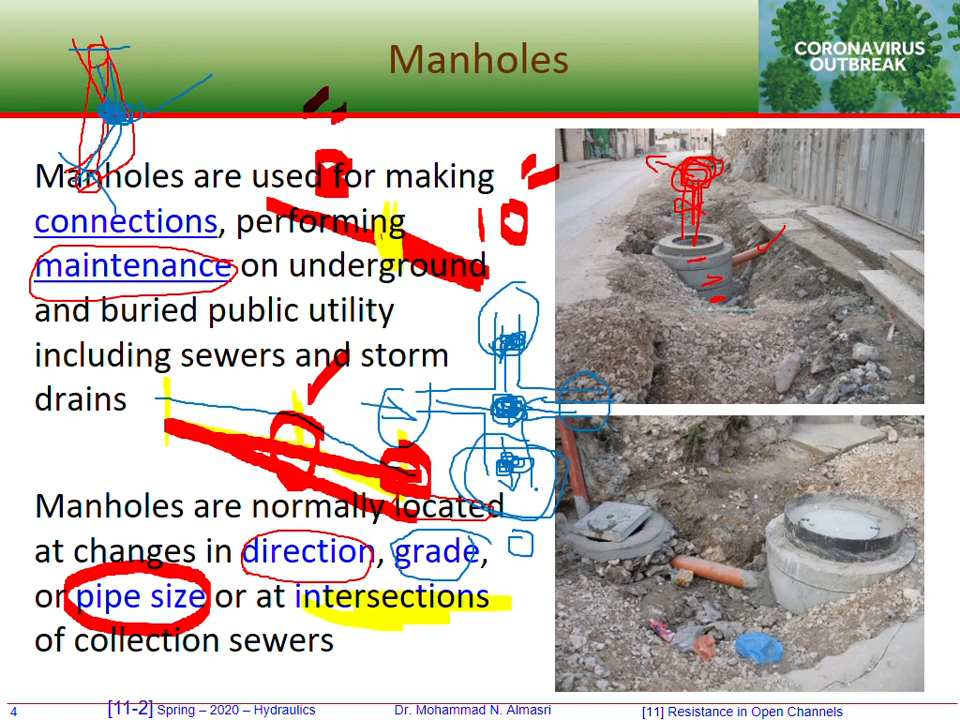 Manholes
CORONAVIRUS
OUTBREAK
Manholes are used for making
connections, performing
maintenance on underground
and buried public utility
including sewers and storm
drains
Manholes are normally located
at changes in direction, grade,
or pipe size or at intersections
of collection sewers
4
[11-2] Spring – 2020 – Hydraulics
Dr. Mohammad N. Almasri
[11] Resistance in Open Channels